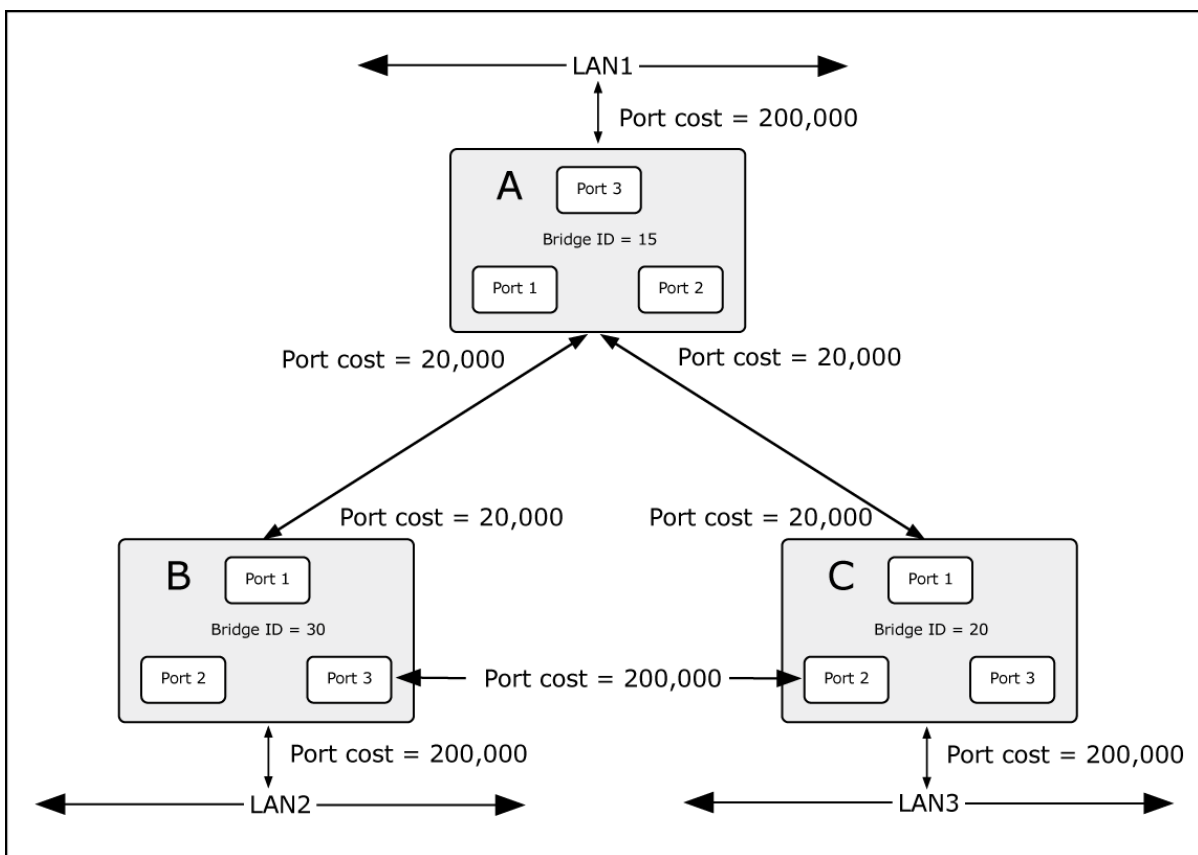 LAN1
Port cost = 200,000
A
Port 3
Bridge ID = 15
Port 1
Port 2
Port cost = 20,000
Port cost = 20,000
Port cost = 20,000
Port cost = 20,000
B
Port 1
Bridge ID = 30
Port 2
Port 3
C
Port 1
Bridge ID = 20
Port 2
Port 3
Port cost = 200,000
Port cost = 200,000
LAN2
Port cost = 200,000
LAN3